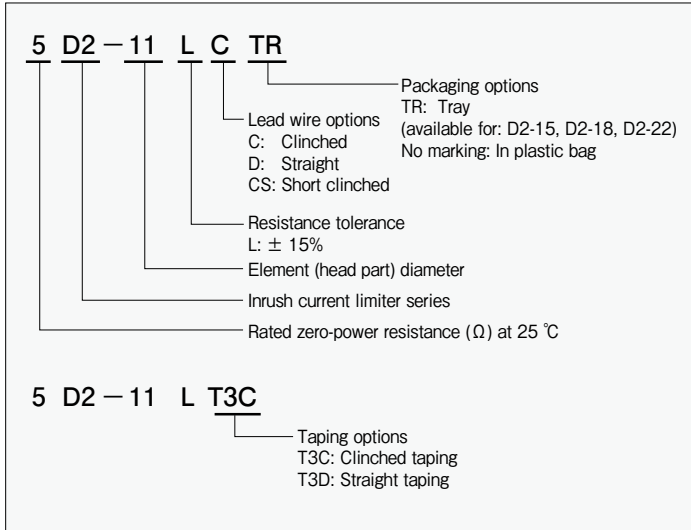 5 D2－11 L C TR
Packaging options
TR: Tray
(available for: D2-15, D2-18, D2-22)
No marking: In plastic bag
Lead wire options
C: Clinched
D: Straight
CS: Short clinched
Resistance tolerance
L: ± 15%
Element (head part) diameter
Inrush current limiter series
Rated zero-power resistance (Ω) at 25 ℃
5 D2－11 L T3C
Taping options
T3C: Clinched taping
T3D: Straight taping